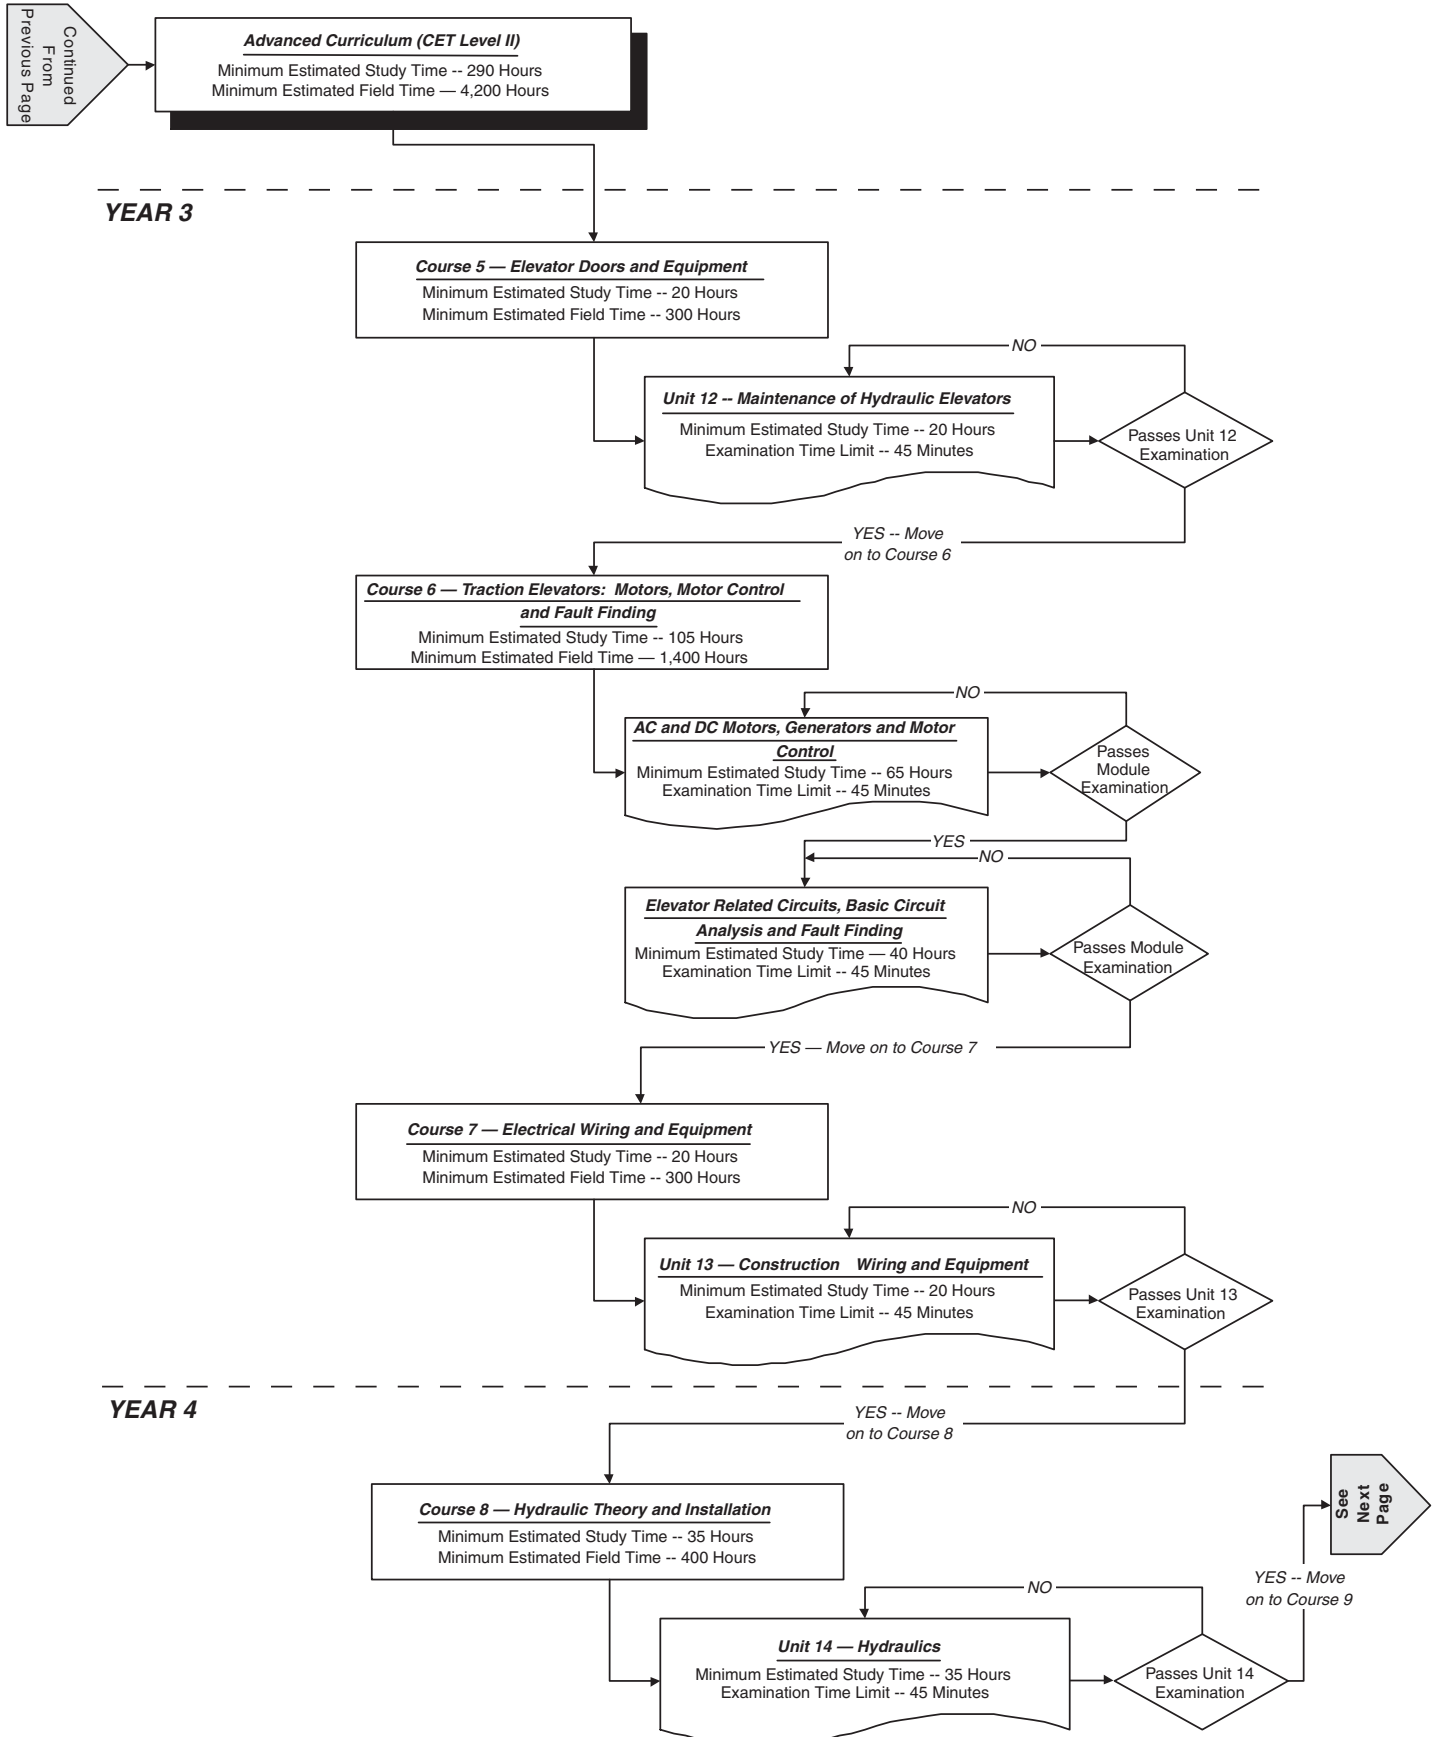 Continued
From
Previous Page
Advanced Curriculum (CET Level II)
Minimum Estimated Study Time -- 290 Hours
Minimum Estimated Field Time — 4,200 Hours
YEAR 3
Course 5 — Elevator Doors and Equipment
Minimum Estimated Study Time -- 20 Hours
Minimum Estimated Field Time -- 300 Hours
NO
Unit 12 -- Maintenance of Hydraulic Elevators
Minimum Estimated Study Time -- 20 Hours
Examination Time Limit -- 45 Minutes
Passes Unit 12
Examination
YES -- Move
on to Course 6
Course 6 — Traction Elevators: Motors, Motor Control
and Fault Finding
Minimum Estimated Study Time -- 105 Hours
Minimum Estimated Field Time — 1,400 Hours
NO
AC and DC Motors, Generators and Motor
Control
Minimum Estimated Study Time -- 65 Hours
Examination Time Limit -- 45 Minutes
Passes
Module
Examination
YES
NO
Elevator Related Circuits, Basic Circuit
Analysis and Fault Finding
Minimum Estimated Study Time — 40 Hours
Examination Time Limit -- 45 Minutes
Passes Module
Examination
YES — Move on to Course 7
Course 7 — Electrical Wiring and Equipment
Minimum Estimated Study Time -- 20 Hours
Minimum Estimated Field Time -- 300 Hours
NO
Unit 13 — Construction Wiring and Equipment
Minimum Estimated Study Time -- 20 Hours
Examination Time Limit -- 45 Minutes
Passes Unit 13
Examination
YEAR 4
YES -- Move
on to Course 8
Course 8 — Hydraulic Theory and Installation
Minimum Estimated Study Time -- 35 Hours
Minimum Estimated Field Time -- 400 Hours
See
Next
Page
YES -- Move
on to Course 9
NO
Unit 14 — Hydraulics
Minimum Estimated Study Time -- 35 Hours
Examination Time Limit -- 45 Minutes
Passes Unit 14
Examination